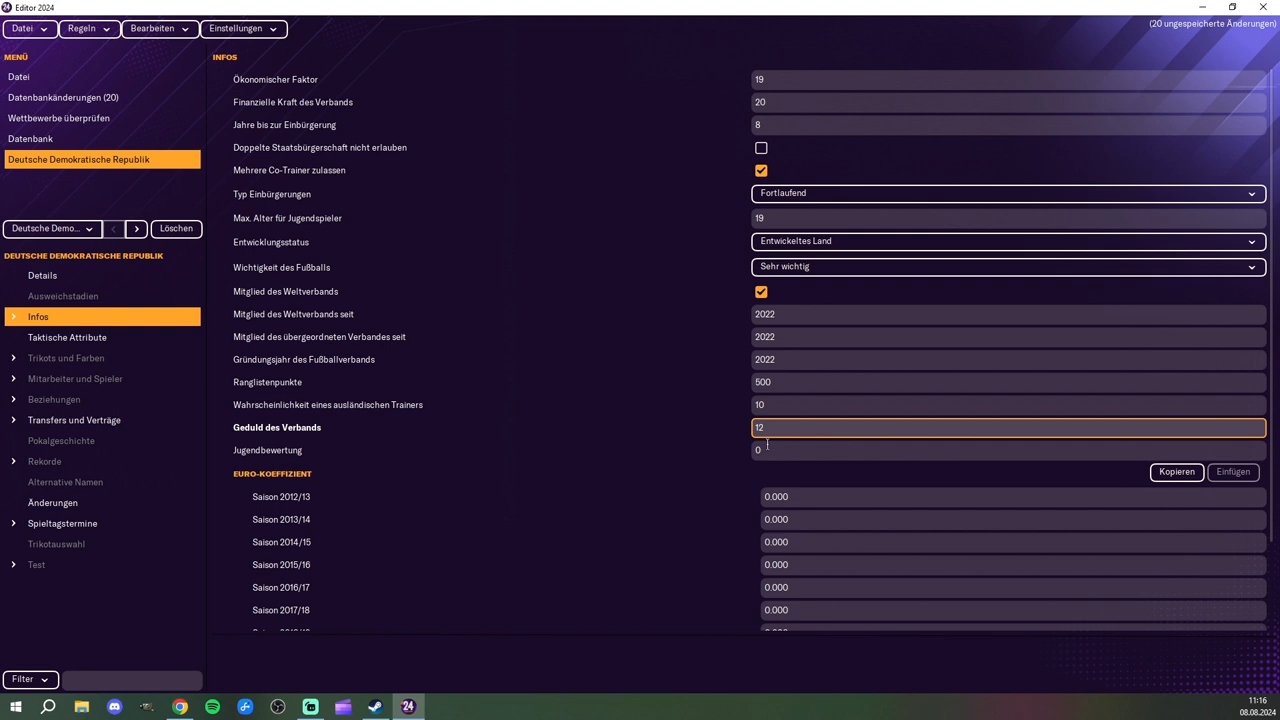 Editor 2024
Datei Regeln Bearbeiten Einstellungen (20 ungespeicherte Änderungen)
MENÜ
Datei
Datenbankänderungen (20)
Wettbewerbe überprüfen
Datenbank
Deutsche Demokratische Republik
Deutsche Demo... Löschen
DEUTSCHE DEMOKRATISCHE REPUBLIK
Details
Ausweichstadien
Infos
Taktische Attribute
Trikots und Farben
Mitarbeiter und Spieler
Beziehungen
Transfers und Verträge
Pokalgeschichte
Rekorde
Alternative Namen
Änderungen
Spieltagstermine
Trikotauswahl
Test
Filter
INFOS
Ökonomischer Faktor 19
Finanzielle Kraft des Verbands 20
Jahre bis zur Einbürgerung 8
Doppelte Staatsbürgerschaft nicht erlauben
Mehrere Co-Trainer zulassen
Typ Einbürgerungen Fortlaufend
Max. Alter für Jugendspieler 19
Entwicklungsstatus Entwickeltes Land
Wichtigkeit des Fußballs Sehr wichtig
Mitglied des Weltverbands
Mitglied des Weltverbands seit 2022
Mitglied des übergeordneten Verbandes seit 2022
Gründungsjahr des Fußballverbands 2022
Ranglistenpunkte 500
Wahrscheinlichkeit eines ausländischen Trainers 10
Geduld des Verbands 12
Jugendbewertung 0
EURO-KOEFFIZIENT Kopieren Einfügen
Saison 2012/13 0.000
Saison 2013/14 0.000
Saison 2014/15 0.000
Saison 2015/16 0.000
Saison 2016/17 0.000
Saison 2017/18 0.000
24
11:16
08.08.2024